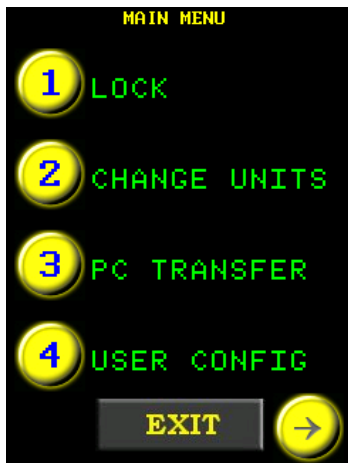 MAIN MENU
1 LOCK
2 CHANGE UNITS
3 PC TRANSFER
4 USER CONFIG
EXIT →